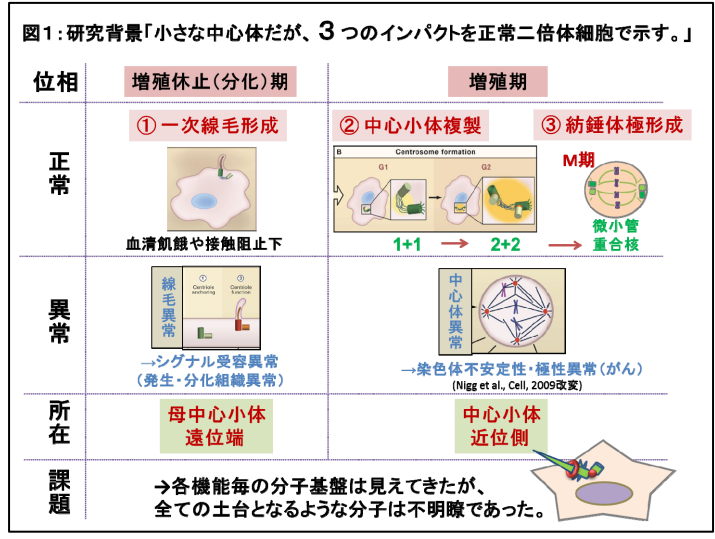 図1：研究背景「小さな中心体だが、３つのインパクトを正常二倍体細胞で示す。」
位相
増殖休止（分化）期
増殖期
正常
① 一次線毛形成
② 中心小体複製
③ 紡錘体極形成
B Centrosome formation
G1
G2
M期
血清飢餓や接触阻止下
1+1 → 2+2 →
微小管
重合核
異常
線毛異常
①
Centriole
anchoring
Centriole
function
中心体異常
→シグナル受容異常
（発生・分化組織異常）
→染色体不安定性・極性異常（がん）
(Nigg et al., Cell, 2009改変)
所在
母中心小体
遠位端
中心小体
近位側
課題
→各機能毎の分子基盤は見えてきたが、
全ての土台となるような分子は不明瞭であった。